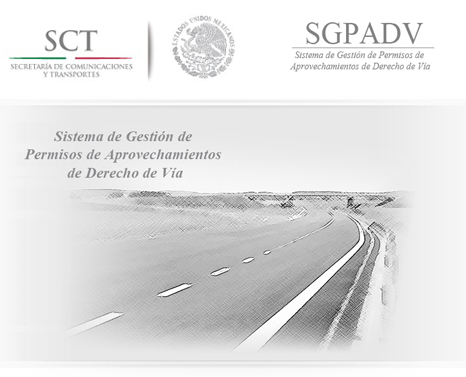 SCT
SECRETARÍA DE COMUNICACIONES
Y TRANSPORTES
ESTADOS UNIDOS MEXICANOS
SGPADV
Sistema de Gestión de Permisos de
Aprovechamientos de Derecho de Vía
Sistema de Gestión de
Permisos de Aprovechamientos
de Derecho de Vía